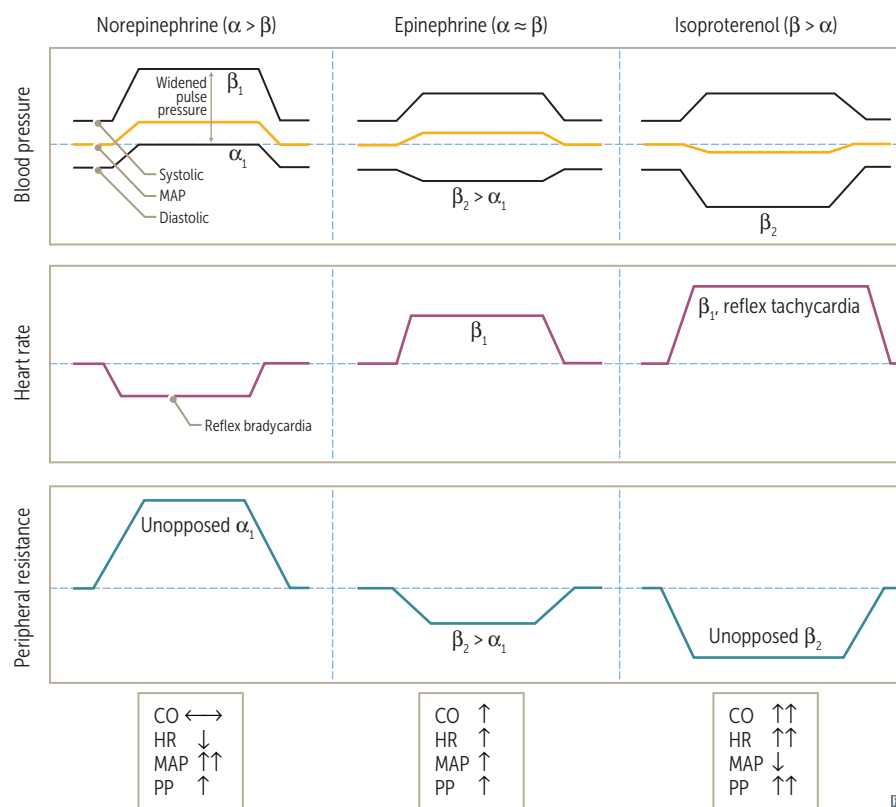 Norepinephrine (α > β)
Epinephrine (α ≈ β)
Isoproterenol (β > α)
Blood pressure
Widened
pulse
pressure
β₁
α₁
Systolic
MAP
Diastolic
β₂ > α₁
β₂
Heart rate
Reflex bradycardia
β₁
β₁, reflex tachycardia
Peripheral resistance
Unopposed α₁
β₂ > α₁
Unopposed β₂
CO ⟷
HR ↓
MAP ↑↑
PP ↑
CO ↑
HR ↑
MAP ↑
PP ↑
CO ↑↑
HR ↑↑
MAP ↓
PP ↑↑